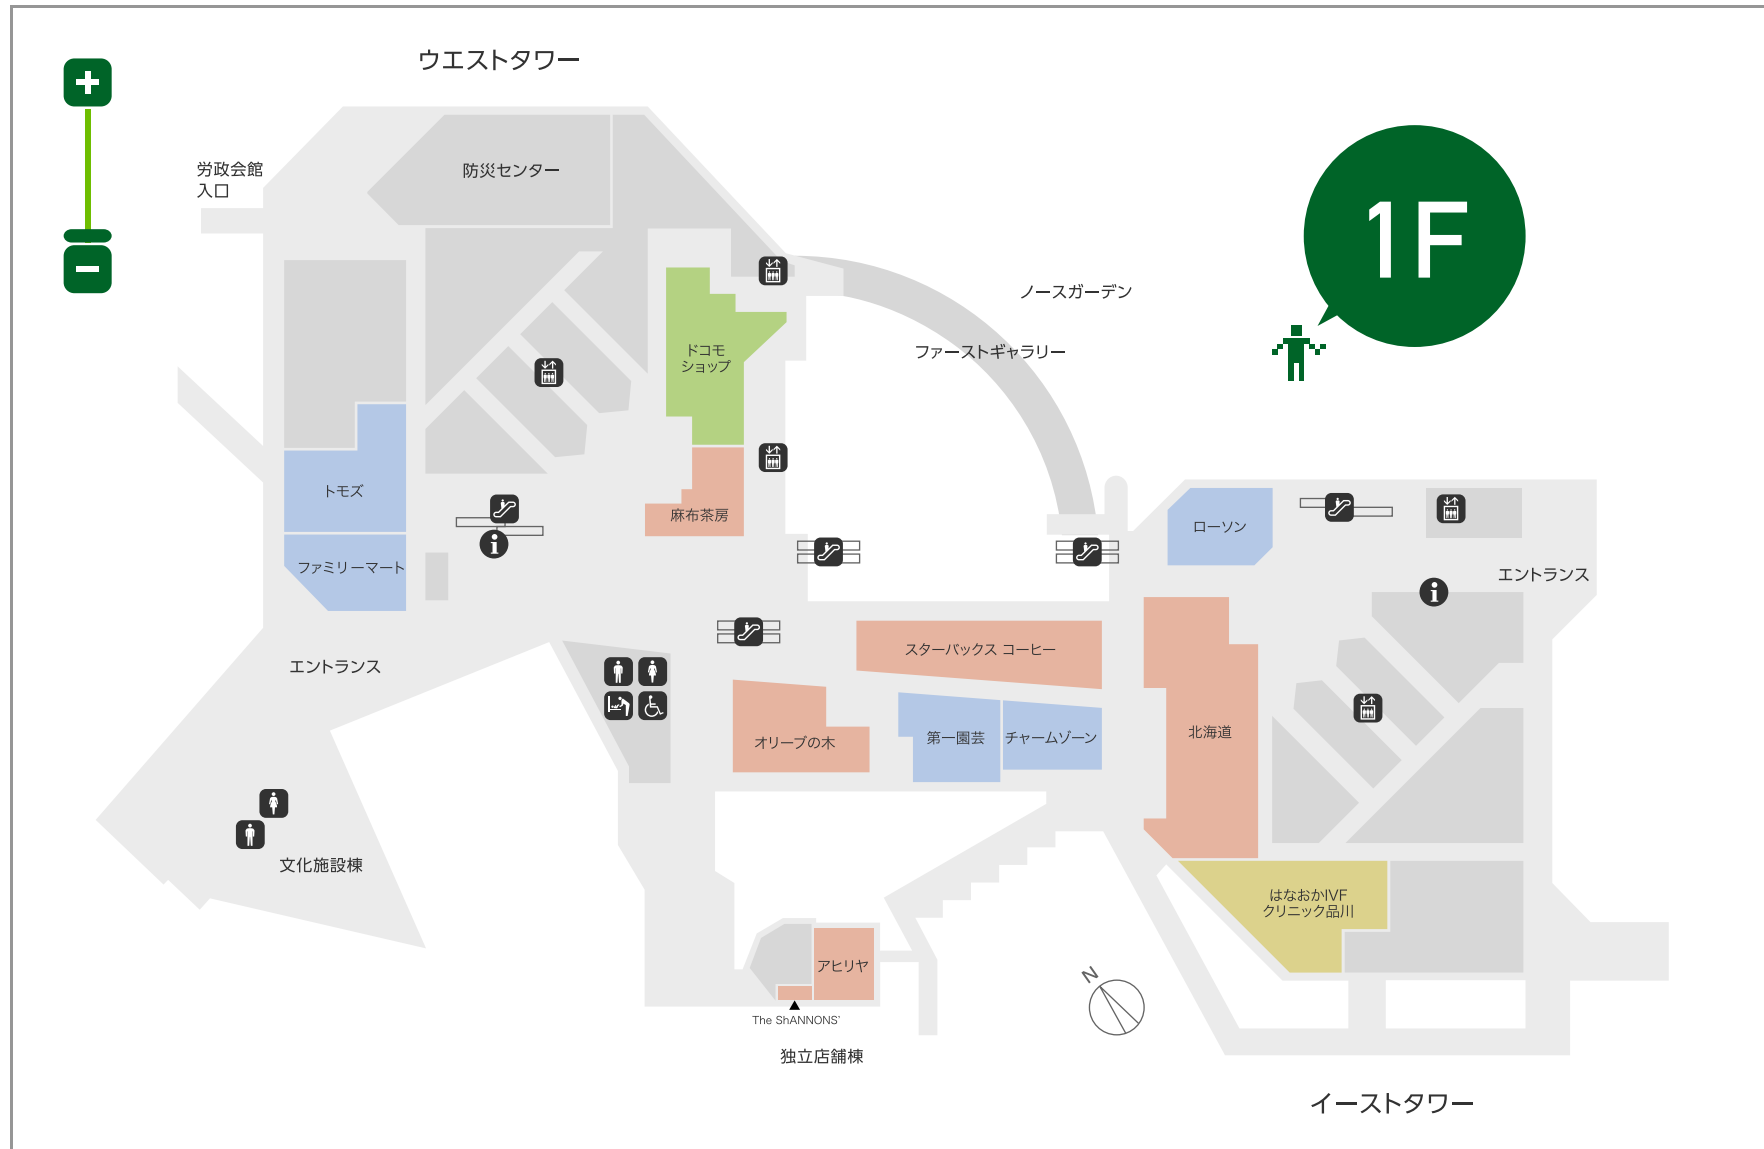 ウエストタワー
労政会館
入口
防災センター
1F
ノースガーデン
ファーストギャラリー
ドコモ
ショップ
トモズ
麻布茶房
ローソン
ファミリーマート
エントランス
エントランス
スターバックス コーヒー
オリーブの木
第一園芸
チャームゾーン
北海道
文化施設棟
はなおかIVF
クリニック品川
アヒリヤ
N
The ShANNONS'
独立店舗棟
イーストタワー